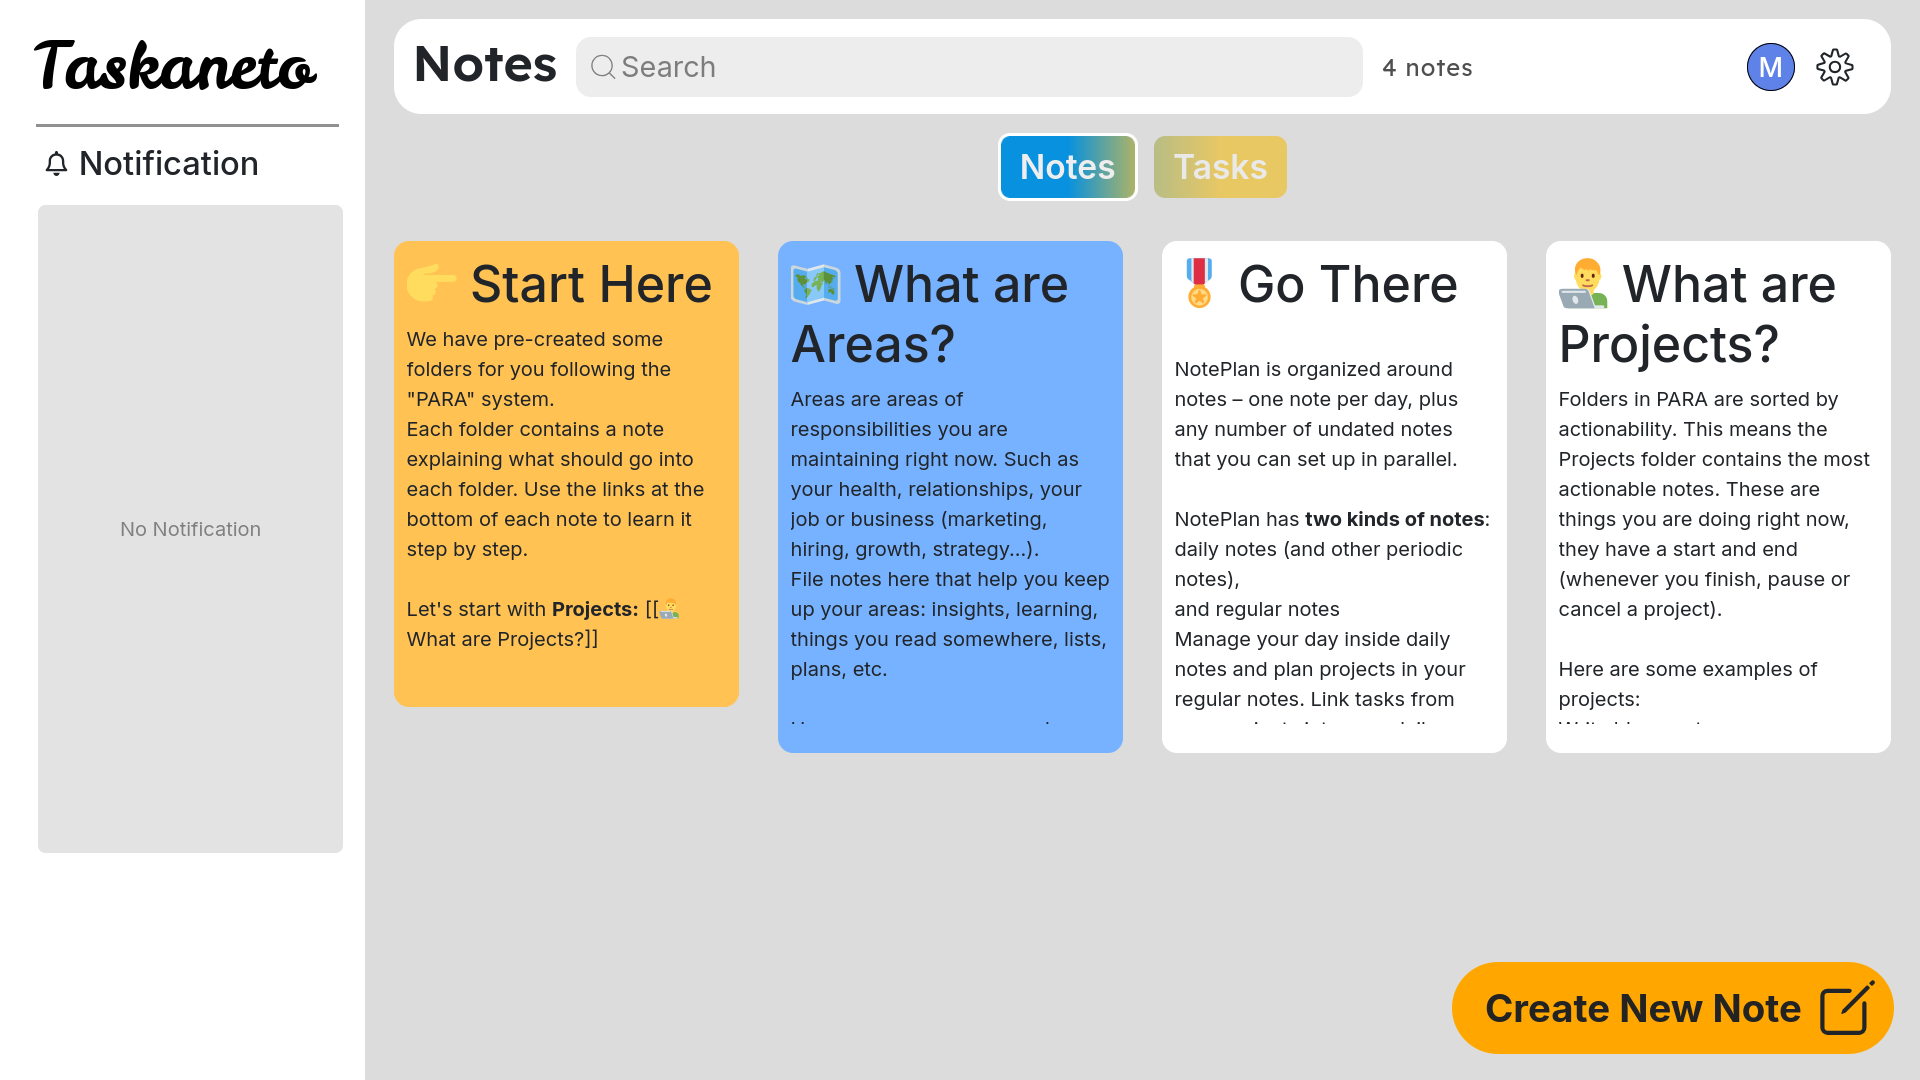 Taskaneto
Notification
No Notification
Notes
Search
4 notes
M
Notes
Tasks
👉 Start Here
We have pre-created some
folders for you following the
"PARA" system.
Each folder contains a note
explaining what should go into
each folder. Use the links at the
bottom of each note to learn it
step by step.
Let's start with Projects: [[👨‍💻
What are Projects?]]
🗺️ What are
Areas?
Areas are areas of
responsibilities you are
maintaining right now. Such as
your health, relationships, your
job or business (marketing,
hiring, growth, strategy...).
File notes here that help you keep
up your areas: insights, learning,
things you read somewhere, lists,
plans, etc.
🎖️ Go There
NotePlan is organized around
notes – one note per day, plus
any number of undated notes
that you can set up in parallel.
NotePlan has two kinds of notes:
daily notes (and other periodic
notes),
and regular notes
Manage your day inside daily
notes and plan projects in your
regular notes. Link tasks from
👨‍💻 What are
Projects?
Folders in PARA are sorted by
actionability. This means the
Projects folder contains the most
actionable notes. These are
things you are doing right now,
they have a start and end
(whenever you finish, pause or
cancel a project).
Here are some examples of
projects:
Create New Note